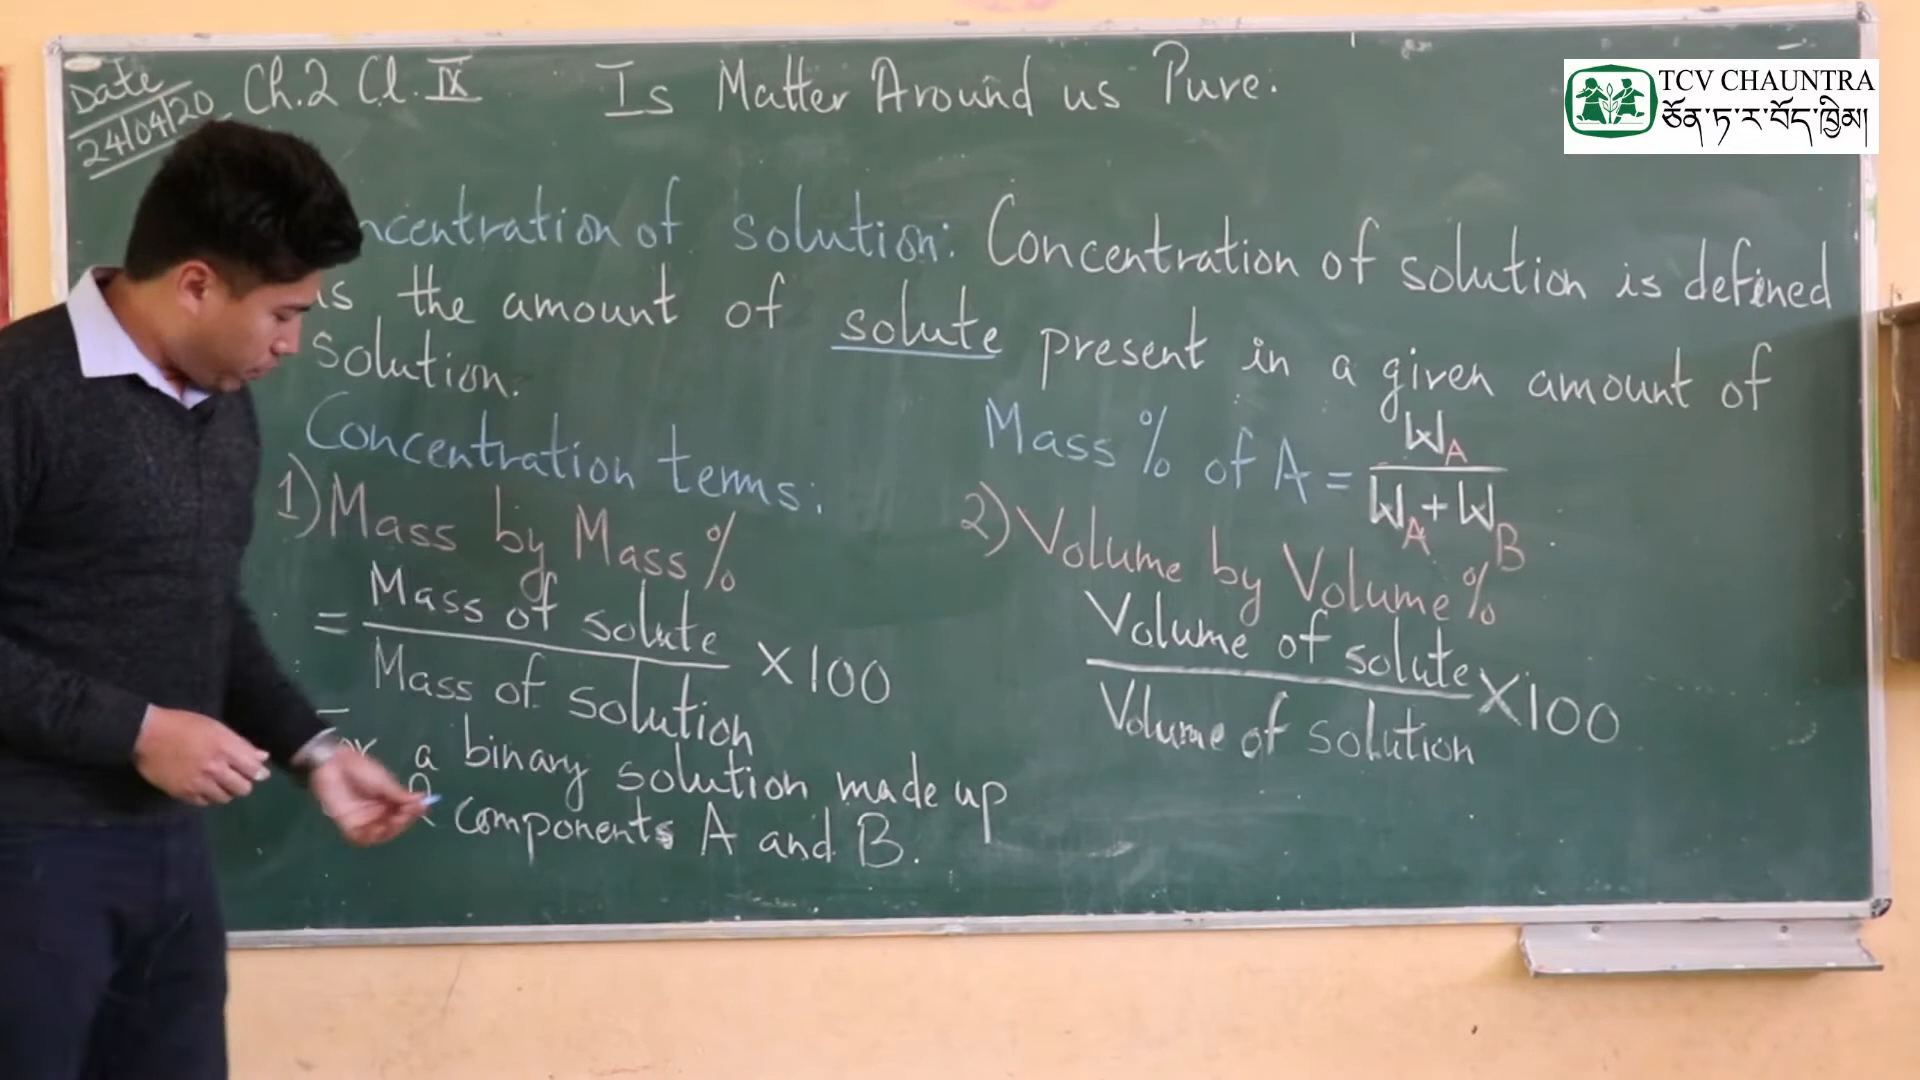 Date
24/04/20
Ch.2 Cl. IX Is Matter Around us Pure.
TCV CHAUNTRA
ཅོན་ཏ་ར་བོད་ཁྱིམ།
ncentration of solution: Concentration of solution is defined
as the amount of solute present in a given amount of
solution.
Concentration terms:
1) Mass by Mass %
= Mass of solute
Mass of solution
X100
a binary solution made up
components A and B.
Mass % of A = WA
WA + WB
2) Volume by Volume %
Volume of solute
Volume of solution
X100